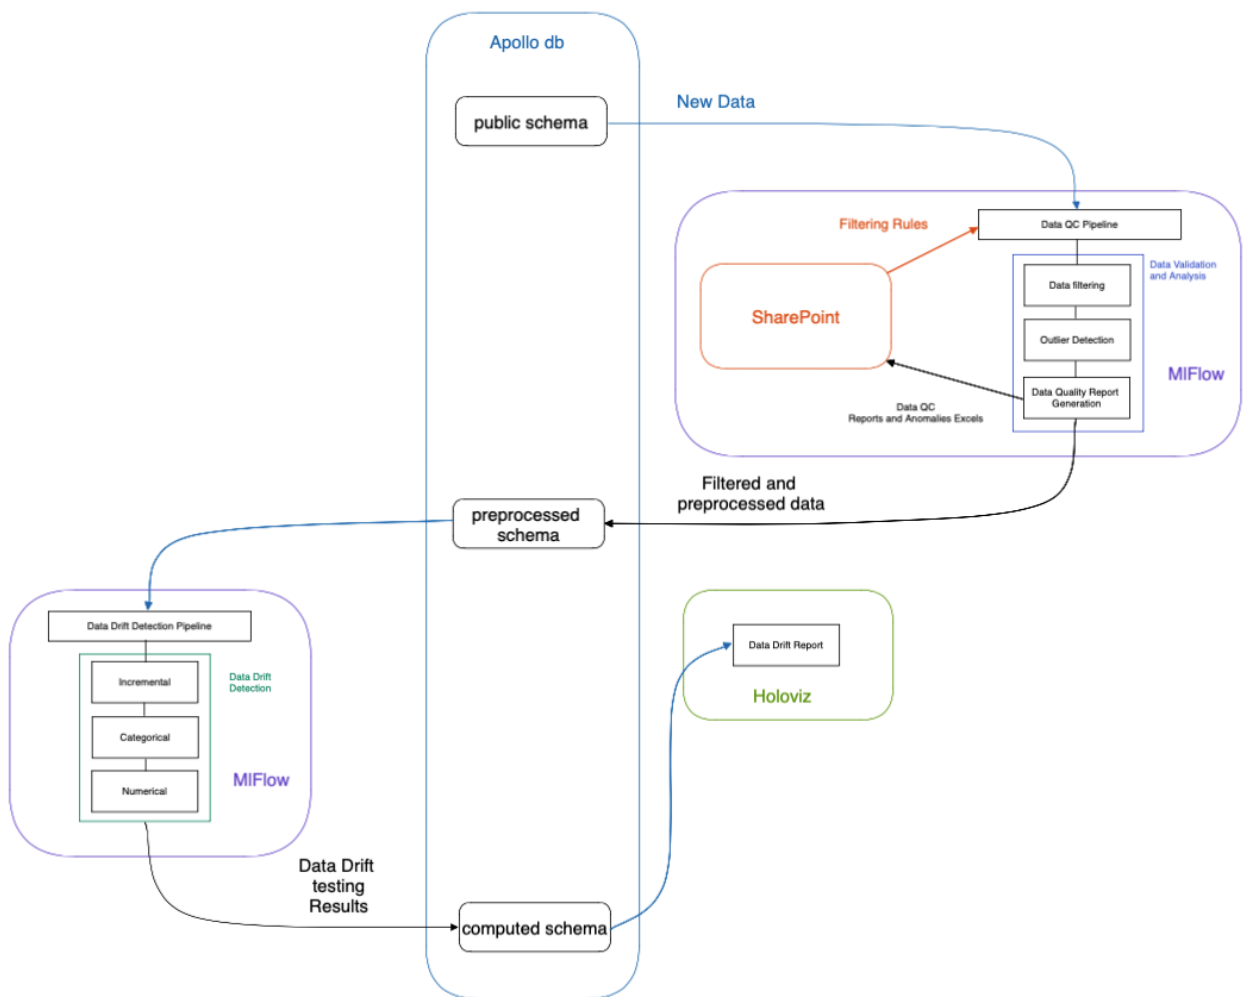 Apollo db
public schema
New Data
Data QC Pipeline
Filtering Rules
Data Validation
and Analysis
Data filtering
SharePoint
Outlier Detection
MlFlow
Data Quality Report
Generation
Data QC
Reports and Anomalies Excels
Filtered and
preprocessed data
preprocessed
schema
Data Drift Detection Pipeline
Data Drift Report
Incremental
Data Drift
Detection
Holoviz
Categorical
MlFlow
Numerical
Data Drift
testing
Results
computed schema